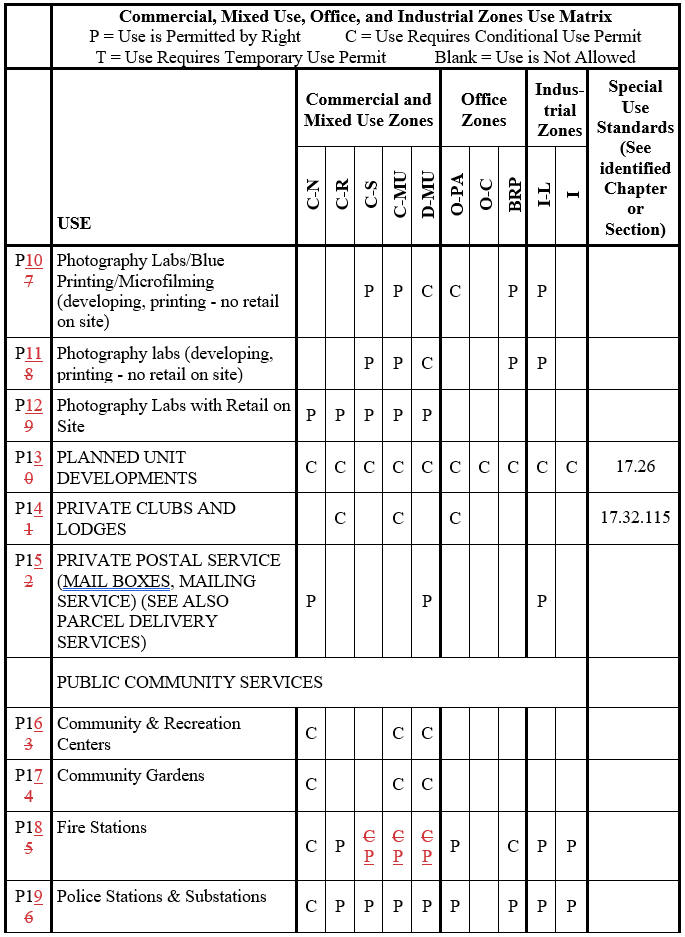 Commercial, Mixed Use, Office, and Industrial Zones Use Matrix
P = Use is Permitted by Right C = Use Requires Conditional Use Permit
T = Use Requires Temporary Use Permit Blank = Use is Not Allowed
USE
Commercial and
Mixed Use Zones
Office
Zones
Indus-
trial
Zones
Special
Use
Standards
(See
identified
Chapter
or
Section)
C-N C-R C-S C-MU D-MU O-PA O-C BRP I-L I
P10
7
Photography Labs/Blue
Printing/Microfilming
(developing, printing - no retail
on site)
P P C C P P
P11
8
Photography labs (developing,
printing - no retail on site)
P P C P P
P12
9
Photography Labs with Retail on
Site
P P P P P
P13
0
PLANNED UNIT
DEVELOPMENTS
C C C C C C C C C C 17.26
P14
1
PRIVATE CLUBS AND
LODGES
C C C 17.32.115
P15
2
PRIVATE POSTAL SERVICE
(MAIL BOXES, MAILING
SERVICE) (SEE ALSO
PARCEL DELIVERY
SERVICES)
P P P
PUBLIC COMMUNITY SERVICES
P16
3
Community & Recreation
Centers
C C C
P17
4
Community Gardens
C C C
P18
5
Fire Stations
C P C C C P C P P
P P P
P19
6
Police Stations & Substations
C P P P P P P P P